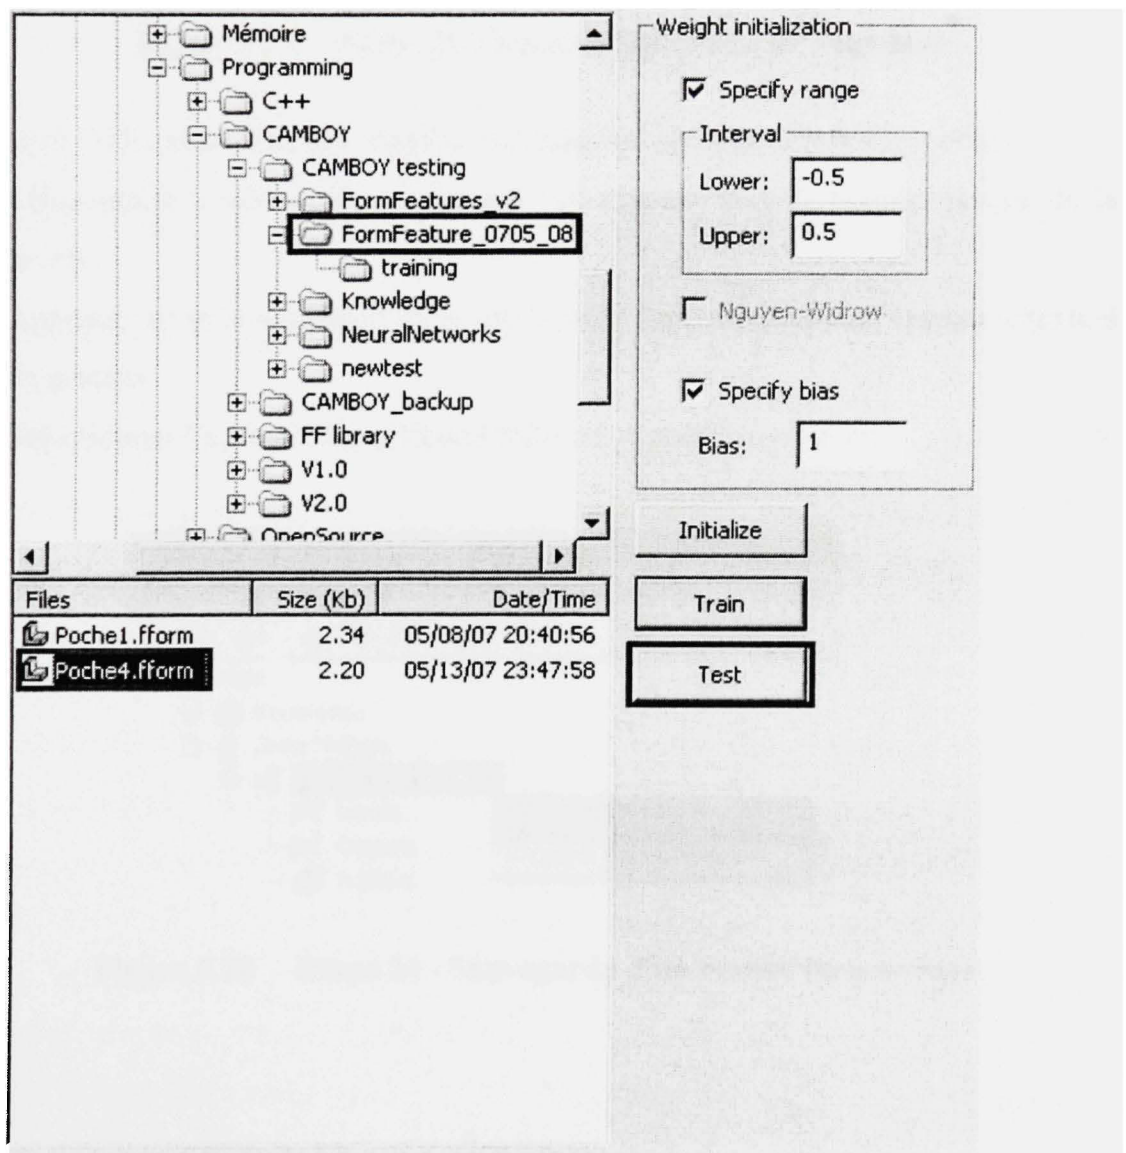 Mémoire
Programming
C++
CAMBOY
CAMBOY testing
FormFeatures_v2
FormFeature_0705_08
training
Knowledge
NeuralNetworks
newtest
CAMBOY_backup
FF library
V1.0
V2.0
OpenSource
Files Size (Kb) Date/Time
Poche1.fform 2.34 05/08/07 20:40:56
Poche4.fform 2.20 05/13/07 23:47:58
Weight initialization
Specify range
Interval
Lower: -0.5
Upper: 0.5
Nguyen-Widrow
Specify bias
Bias: 1
Initialize
Train
Test